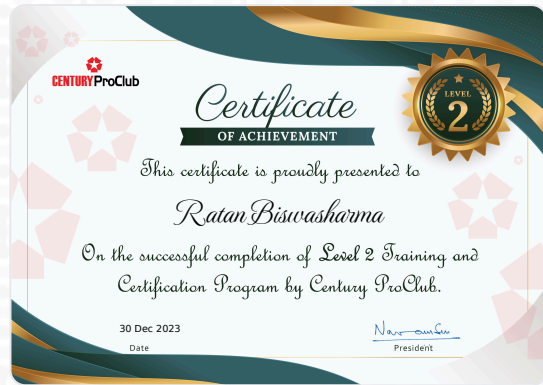 CENTURY ProClub
Certificate
OF ACHIEVEMENT
LEVEL
2
This certificate is proudly presented to
Ratan Biswasharma
On the successful completion of Level 2 Training and
Certification Program by Century ProClub.
30 Dec 2023
Date
President